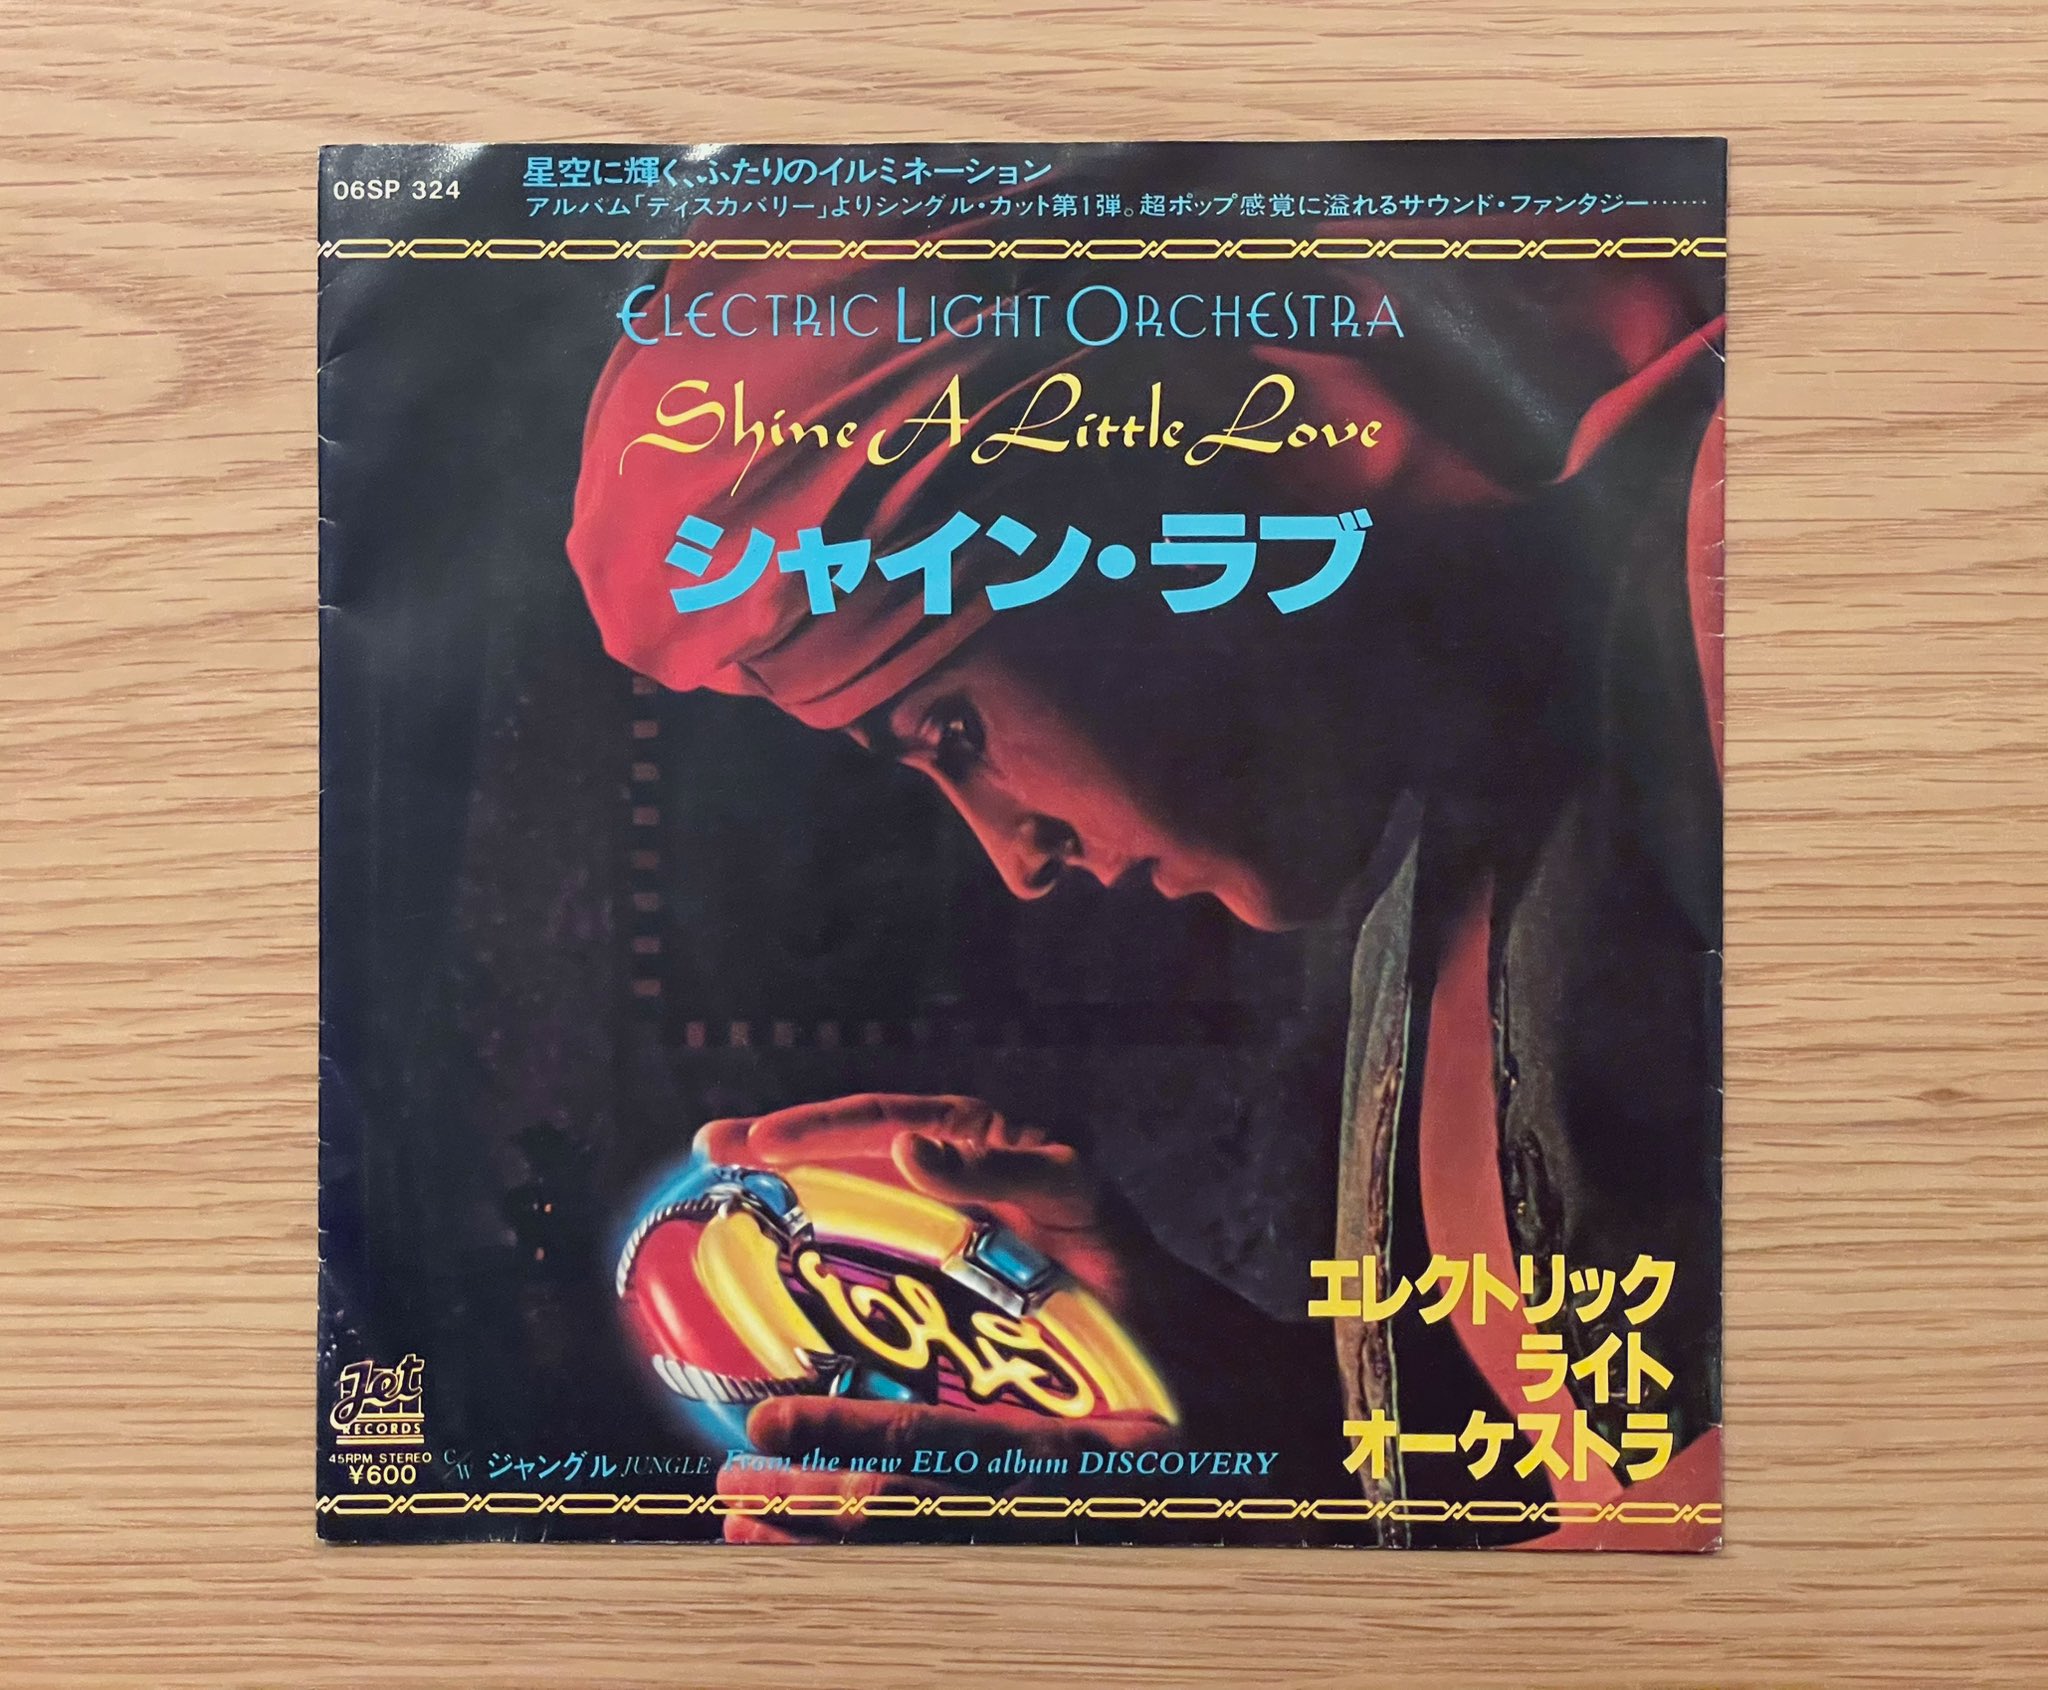 06SP 324
星空に輝く、ふたりのイルミネーション
アルバム「ディスカバリー」よりシングル・カット第1弾。超ポップ感覚に溢れるサウンド・ファンタジー……
ELECTRIC LIGHT ORCHESTRA
Shine A Little Love
シャイン・ラブ
ELO
エレクトリック
ライト
オーケストラ
Jet
RECORDS
45RPM STEREO
¥600
C/W ジャングル JUNGLE From the new ELO album DISCOVERY